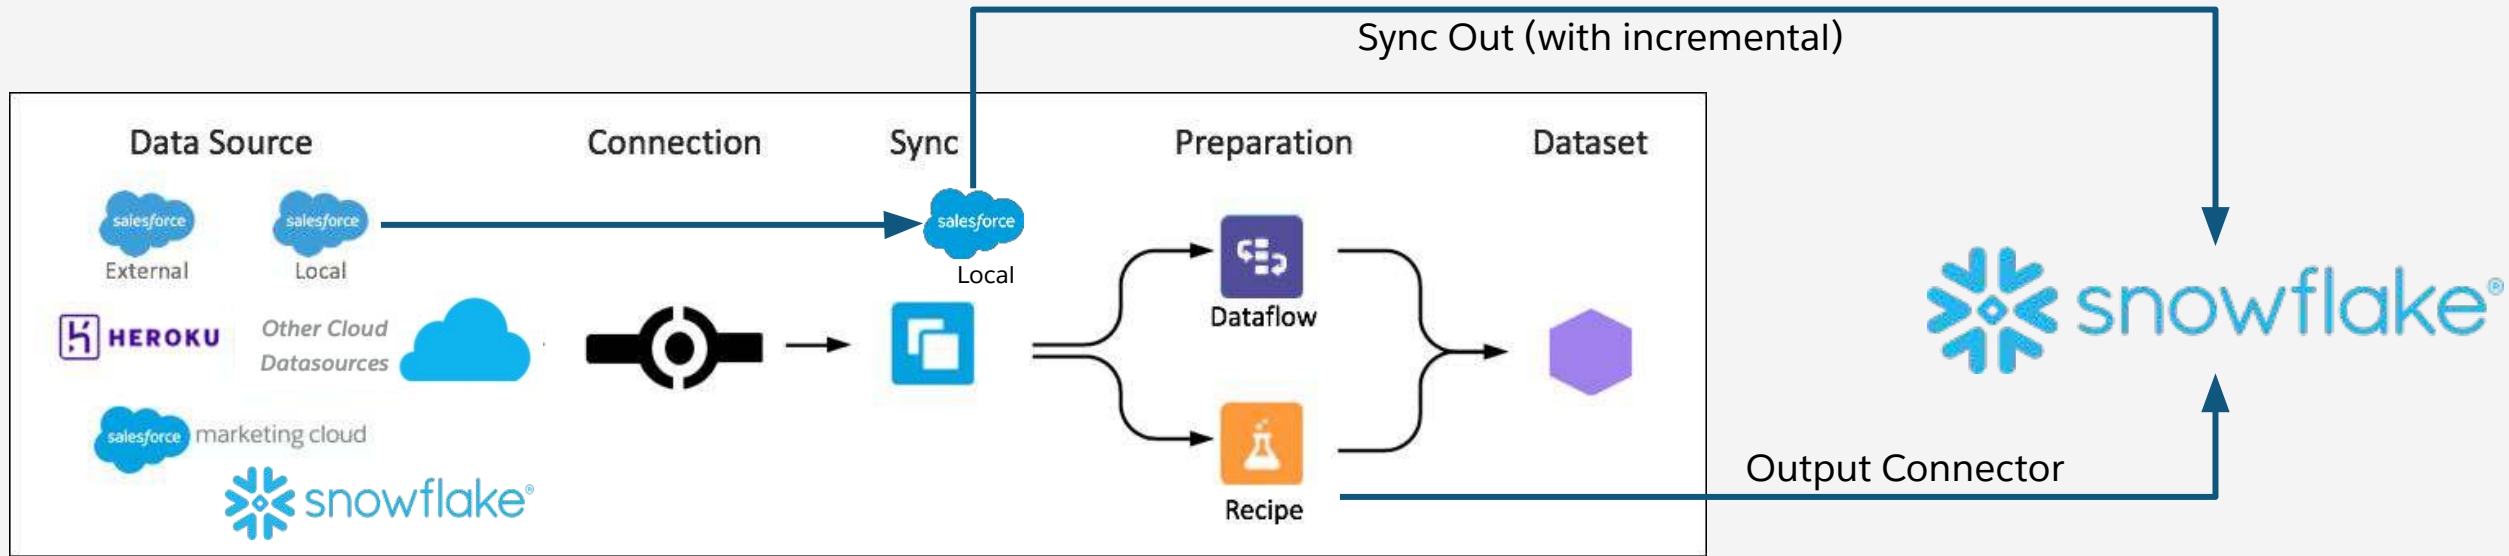 Sync Out (with incremental)
Data Source
Connection
Sync
Preparation
Dataset
salesforce
External
salesforce
Local
salesforce
Local
HEROKU
Other Cloud
Datasources
salesforce marketing cloud
snowflake®
Dataflow
Recipe
snowflake®
Output Connector